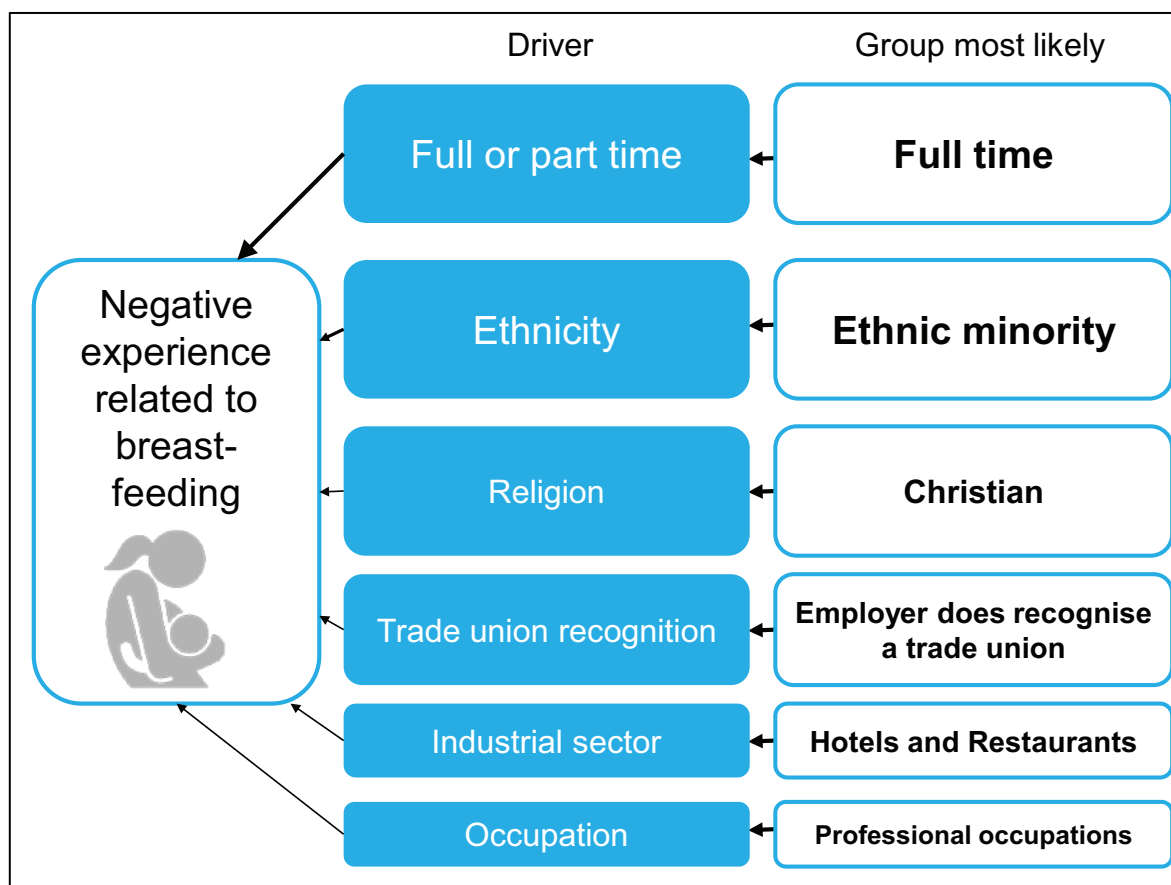 Driver
Group most likely
Full or part time
Full time
Negative
experience
related to
breast-
feeding
Ethnicity
Ethnic minority
Religion
Christian
Trade union recognition
Employer does recognise
a trade union
Industrial sector
Hotels and Restaurants
Occupation
Professional occupations